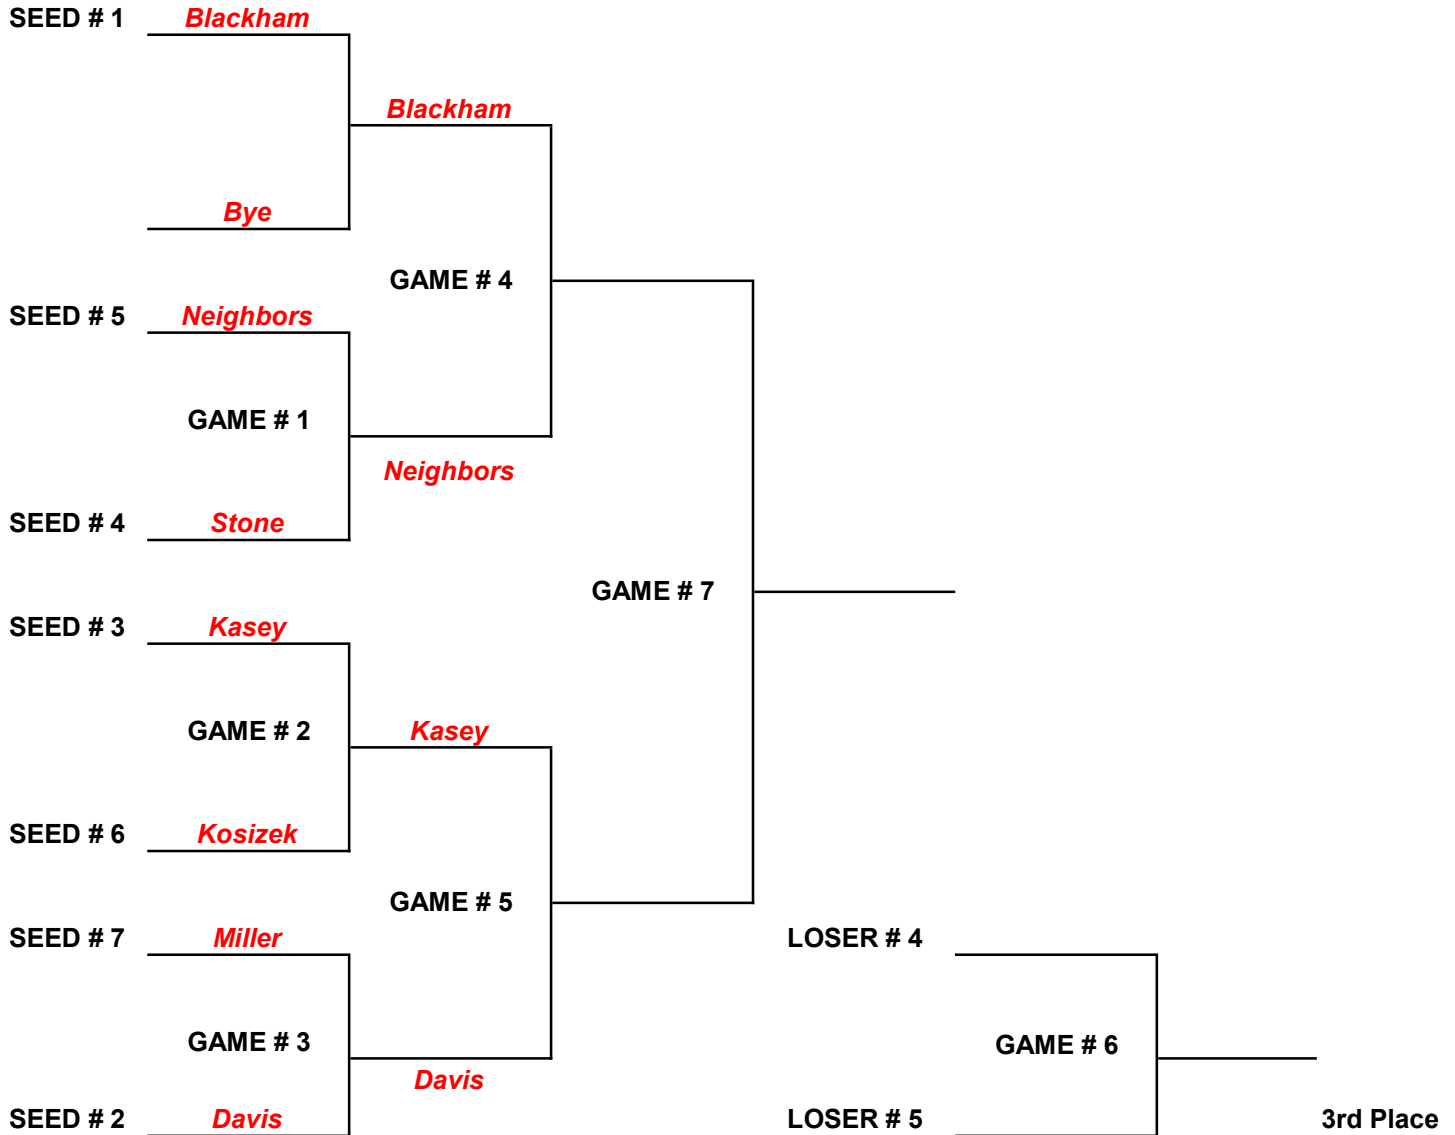 SEED # 1 Blackham
Blackham
Bye
GAME # 4
SEED # 5 Neighbors
GAME # 1
Neighbors
SEED # 4 Stone
GAME # 7
SEED # 3 Kasey
GAME # 2 Kasey
SEED # 6 Kosizek
GAME # 5
SEED # 7 Miller LOSER # 4
GAME # 3 GAME # 6
Davis
SEED # 2 Davis LOSER # 5 3rd Place